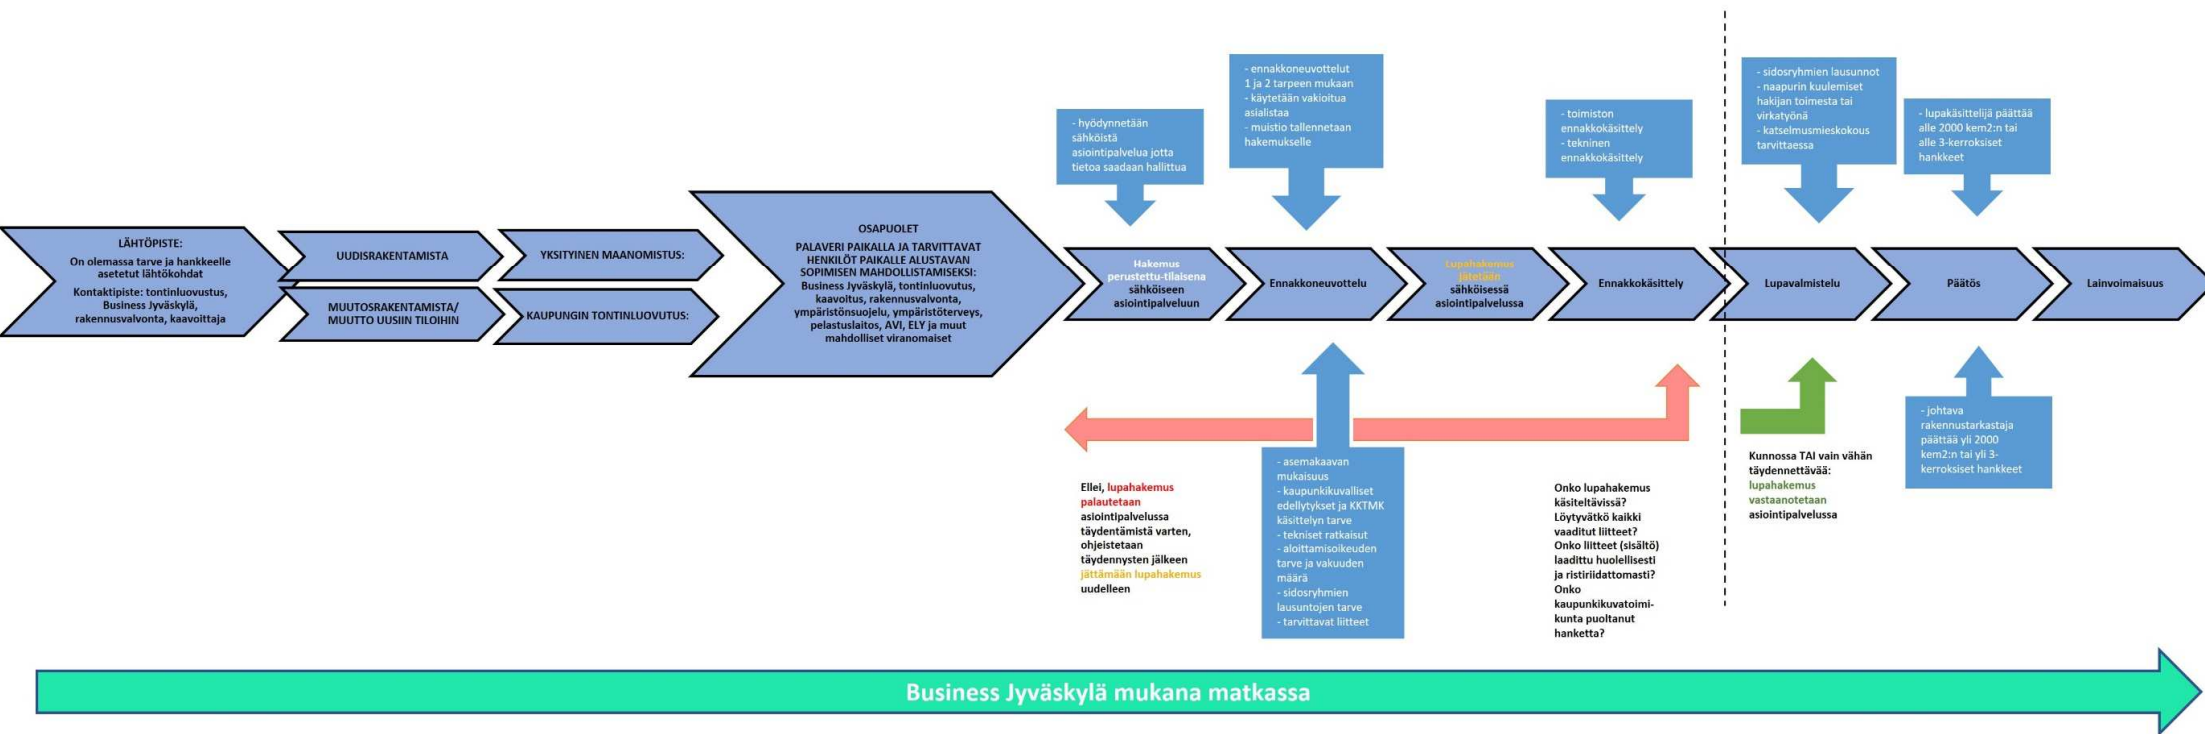 LÄHTÖPISTE:
On olemassa tarve ja hankkeelle
asetetut lähtökohdat
Kontaktipiste: tontinluovustus,
Business Jyväskylä,
rakennusvalvonta, kaavoittaja
UUDISRAKENTAMISTA
MUUTOSRAKENTAMISTA/
MUUTTO UUSIIN TILOIHIN
YKSITYINEN MAANOMISTUS:
KAUPUNGIN TONTINLUOVUTUS:
OSAPUOLET
PALAVERI PAIKALLA JA TARVITTAVAT
HENKILÖT PAIKALLE ALUSTAVAN
SOPIMISEN MAHDOLLISTAMISEKSI:
Business Jyväskylä, tontinluovutus,
kaavoitus, rakennusvalvonta,
ympäristönsuojelu, ympäristöterveys,
pelastuslaitos, AVI, ELY ja muut
mahdolliset viranomaiset
- hyödynnetään
sähköistä
asiointipalvelua jotta
tietoa saadaan hallittua
Hakemus
perustettu-tilaisena
sähköiseen
asiointipalveluun
- ennakkoneuvottelut
1 ja 2 tarpeen mukaan
- käytetään vakioitua
asialistaa
- muistio tallennetaan
hakemukselle
Ennakkoneuvottelu
Lupahakemus
jätetään
sähköisessä
asiointipalvelussa
- toimiston
ennakkokäsittely
- tekninen
ennakkokäsittely
Ennakkokäsittely
- sidosryhmien lausunnot
- naapurin kuulemiset
hakijan toimesta tai
virkatyönä
- katselmusmieskokous
tarvittaessa
Lupavalmistelu
- lupakäsittelijä päättää
alle 2000 kem2:n tai
alle 3-kerroksiset
hankkeet
Päätös
Lainvoimaisuus
Ellei, lupahakemus
palautetaan
asiointipalvelussa
täydentämistä varten,
ohjeistetaan
täydennysten jälkeen
jättämään lupahakemus
uudelleen
- asemakaavan
mukaisuus
- kaupunkikuvalliset
edellytykset ja KKTMK
käsittelyn tarve
- tekniset ratkaisut
- aloittamisoikeuden
tarve ja vakuuden
määrä
- sidosryhmien
lausuntojen tarve
- tarvittavat liitteet
Onko lupahakemus
käsiteltävissä?
Löytyvätkö kaikki
vaaditut liitteet?
Onko liitteet (sisältö)
laadittu huolellisesti
ja ristiriidattomasti?
Onko
kaupunkikuvatoimi-
kunta puoltanut
hanketta?
Kunnossa TAI vain vähän
täydennettävää:
lupahakemus
vastaanotetaan
asiointipalvelussa
- johtava
rakennustarkastaja
päättää yli 2000
kem2:n tai yli 3-
kerroksiset hankkeet
Business Jyväskylä mukana matkassa